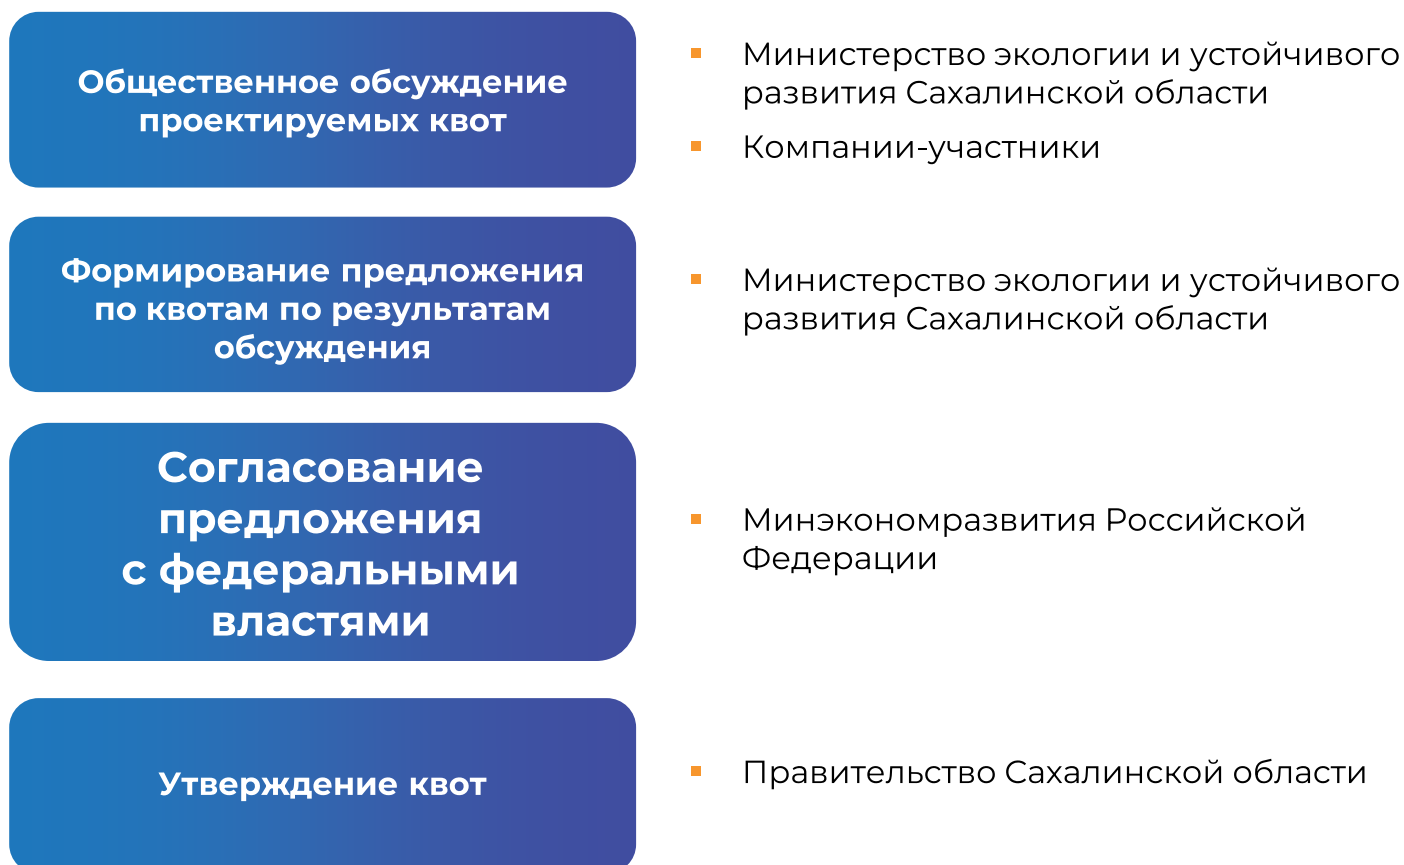 Общественное обсуждение
проектируемых квот
Министерство экологии и устойчивого
развития Сахалинской области
Компании-участники
Формирование предложения
по квотам по результатам
обсуждения
Министерство экологии и устойчивого
развития Сахалинской области
Согласование
предложения
с федеральными
властями
Минэкономразвития Российской
Федерации
Утверждение квот
Правительство Сахалинской области